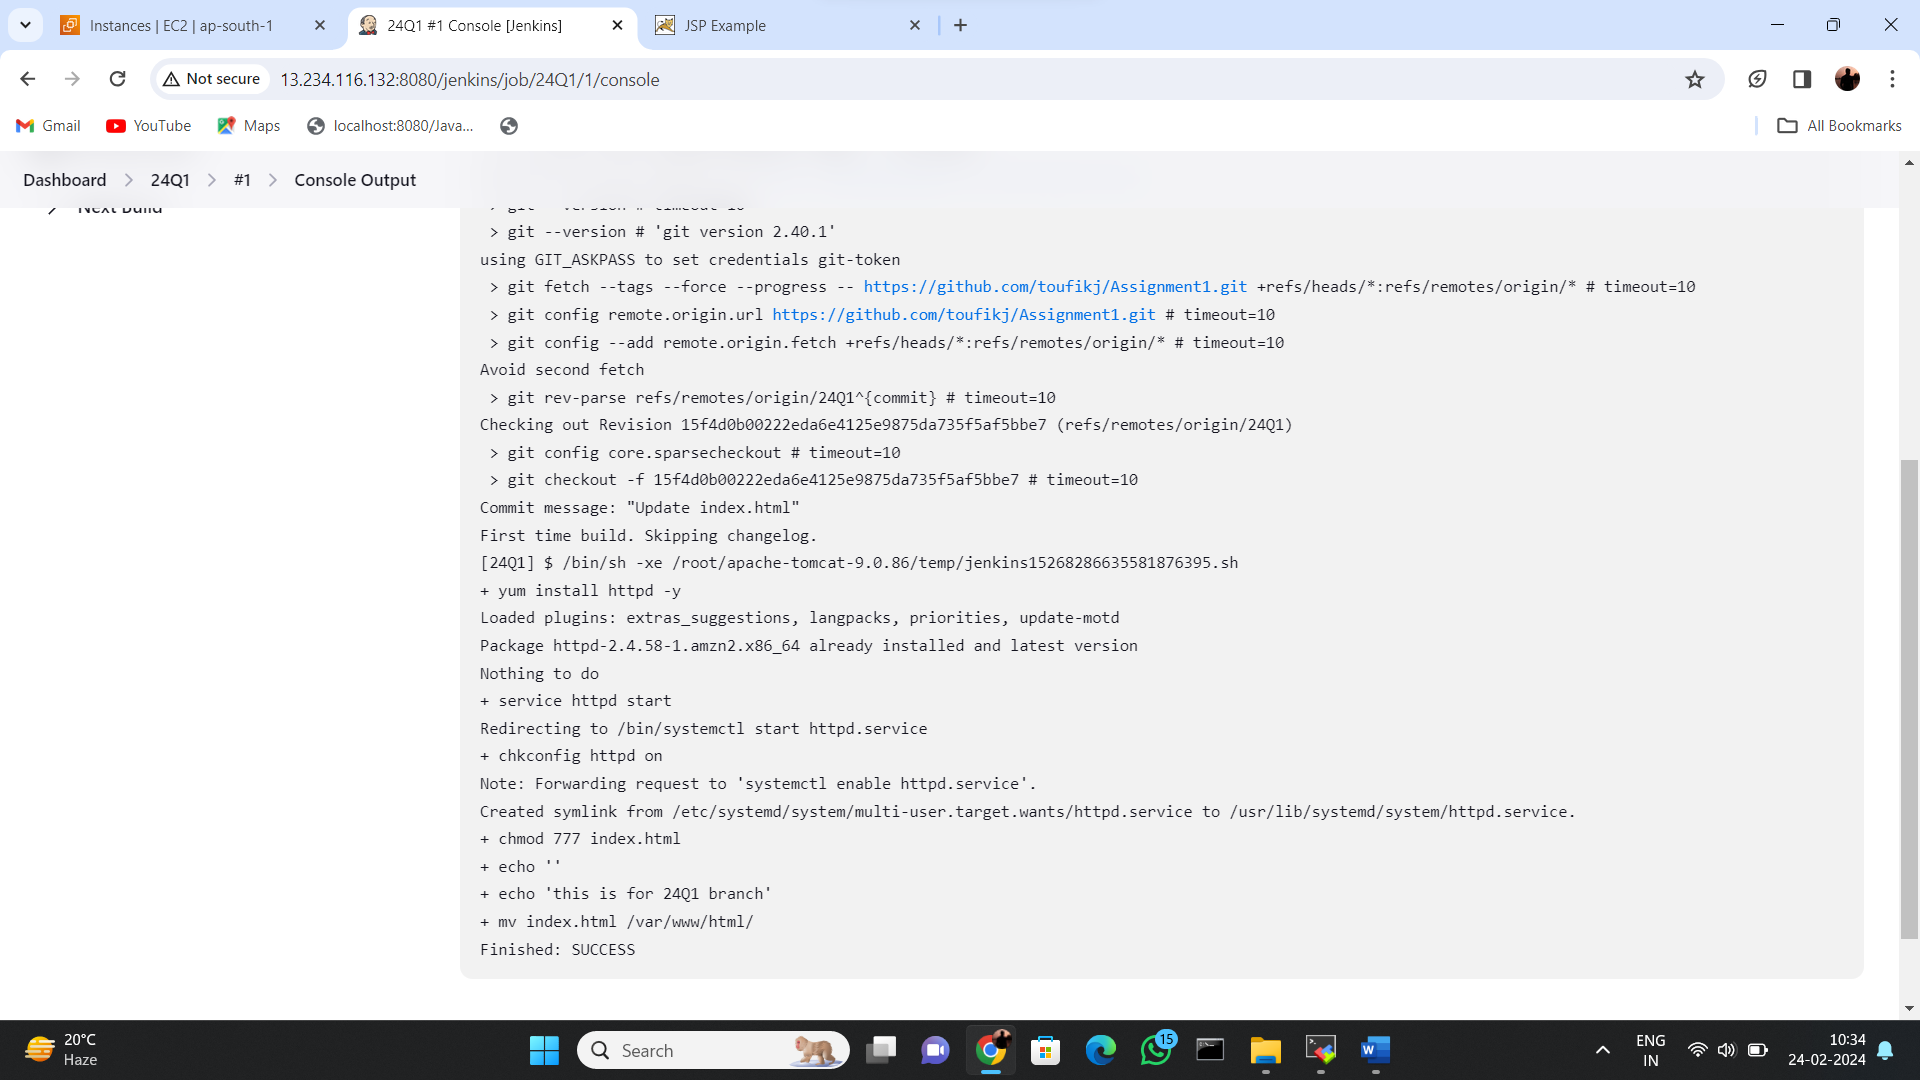 Instances | EC2 | ap-south-1
24Q1 #1 Console [Jenkins]
JSP Example
Not secure
13.234.116.132:8080/jenkins/job/24Q1/1/console
Gmail
YouTube
Maps
localhost:8080/Java...
All Bookmarks
Dashboard > 24Q1 > #1 > Console Output
Next Build
> git --version # timeout=10
> git --version # 'git version 2.40.1'
using GIT_ASKPASS to set credentials git-token
> git fetch --tags --force --progress -- https://github.com/toufikj/Assignment1.git +refs/heads/*:refs/remotes/origin/* # timeout=10
> git config remote.origin.url https://github.com/toufikj/Assignment1.git # timeout=10
> git config --add remote.origin.fetch +refs/heads/*:refs/remotes/origin/* # timeout=10
Avoid second fetch
> git rev-parse refs/remotes/origin/24Q1^{commit} # timeout=10
Checking out Revision 15f4d0b00222eda6e4125e9875da735f5af5bbe7 (refs/remotes/origin/24Q1)
> git config core.sparsecheckout # timeout=10
> git checkout -f 15f4d0b00222eda6e4125e9875da735f5af5bbe7 # timeout=10
Commit message: "Update index.html"
First time build. Skipping changelog.
[24Q1] $ /bin/sh -xe /root/apache-tomcat-9.0.86/temp/jenkins15268286635581876395.sh
+ yum install httpd -y
Loaded plugins: extras_suggestions, langpacks, priorities, update-motd
Package httpd-2.4.58-1.amzn2.x86_64 already installed and latest version
Nothing to do
+ service httpd start
Redirecting to /bin/systemctl start httpd.service
+ chkconfig httpd on
Note: Forwarding request to 'systemctl enable httpd.service'.
Created symlink from /etc/systemd/system/multi-user.target.wants/httpd.service to /usr/lib/systemd/system/httpd.service.
+ chmod 777 index.html
+ echo ''
+ echo 'this is for 24Q1 branch'
+ mv index.html /var/www/html/
Finished: SUCCESS
20°C
Haze
Search
15
ENG
IN
10:34
24-02-2024